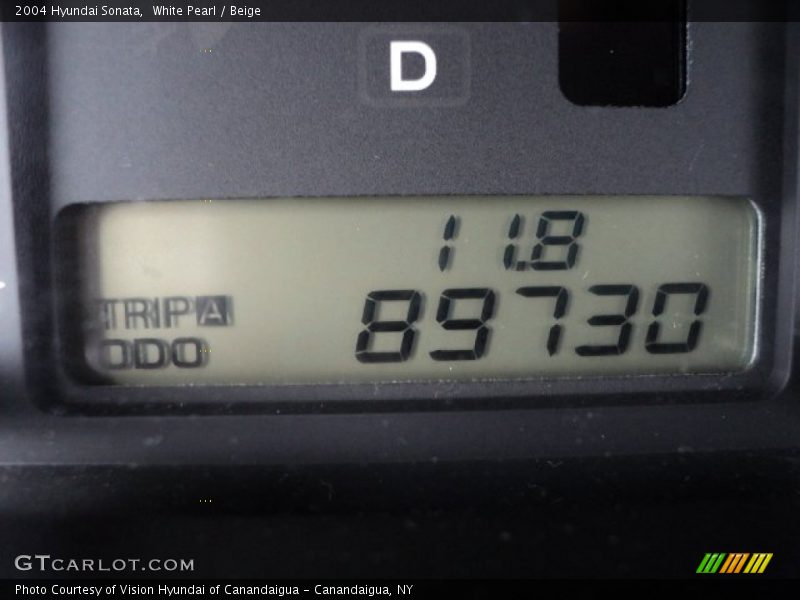 2004 Hyundai Sonata, White Pearl / Beige
D
11.8
TRIP A
ODO 89730
GTCARLOT.COM
Photo Courtesy of Vision Hyundai of Canandaigua - Canandaigua, NY